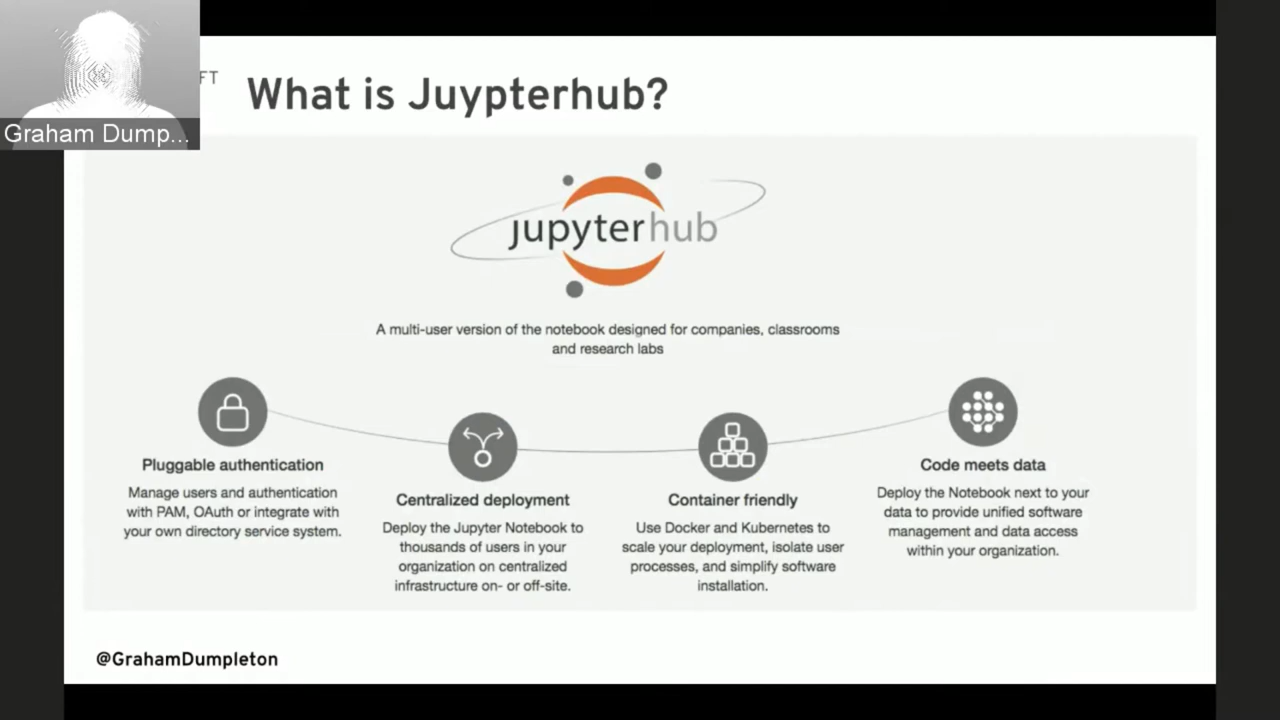 FT
What is Juypterhub?
Graham Dump...
jupyterhub
A multi-user version of the notebook designed for companies, classrooms
and research labs
Pluggable authentication
Manage users and authentication
with PAM, OAuth or integrate with
your own directory service system.
Centralized deployment
Deploy the Jupyter Notebook to
thousands of users in your
organization on centralized
infrastructure on- or off-site.
Container friendly
Use Docker and Kubernetes to
scale your deployment, isolate user
processes, and simplify software
installation.
Code meets data
Deploy the Notebook next to your
data to provide unified software
management and data access
within your organization.
@GrahamDumpleton